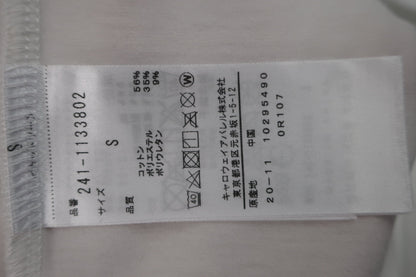 品番
241-1133802
サイズ
S
品質
コットン 56%
ポリエステル 35%
ポリウレタン 9%
40
W
キャロウェイアパレル株式会社
東京都港区元赤坂1-5-12
原産地 中国
20-11 10295490
0R107
S